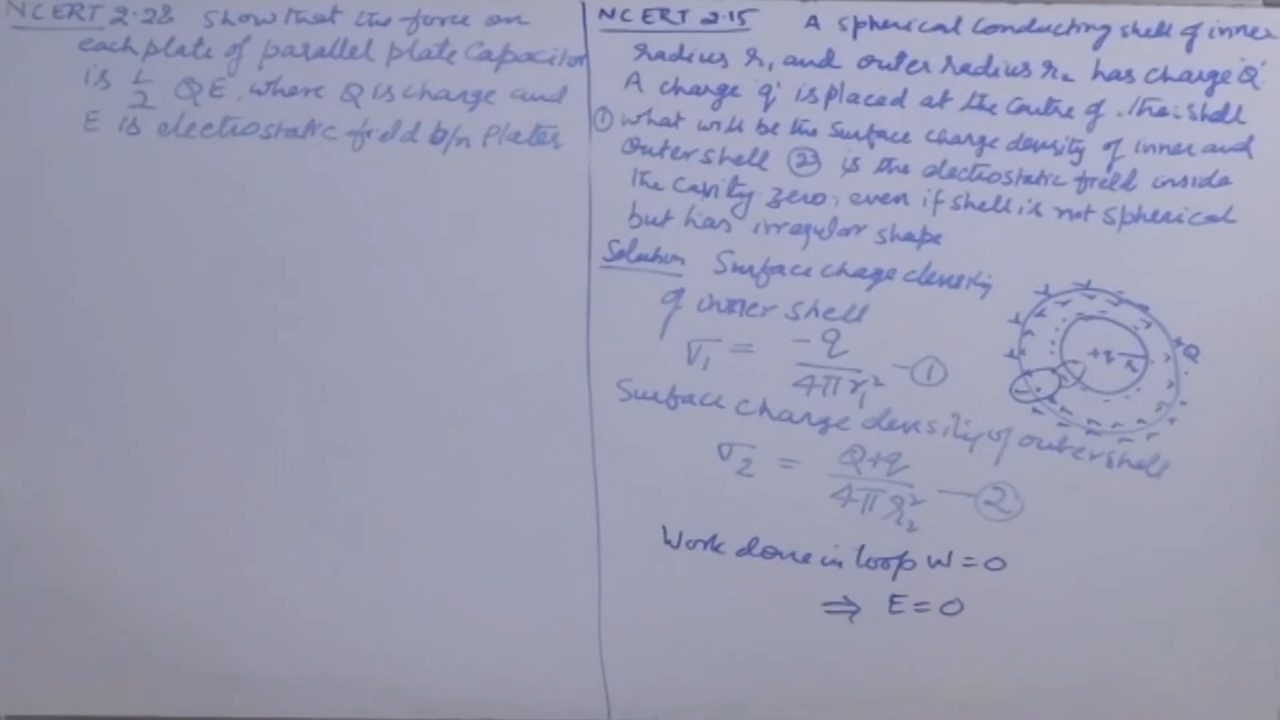 NCERT 2.28 Show that the force on
each plate of parallel plate Capacitor
is 1/2 QE. where Q is charge and
E is electrostatic field b/n Plates
NCERT 2.15 A spherical conducting shell of inner
radius r₁ and outer radius r₂ has charge 'Q'
A charge 'q' is placed at the Centre of the shell
① what will be the surface charge density of inner and
outer shell ② is the electrostatic field inside
the cavity zero, even if shell is not spherical
but has irregular shape
Solution Surface chage density
of inner shell
σ₁ = -q / 4πr₁² — ①
+q
Q
Surface charge density of outer shell
σ₂ = Q+q / 4πr₂² — ②
Work done in loop W = 0
⇒ E = 0